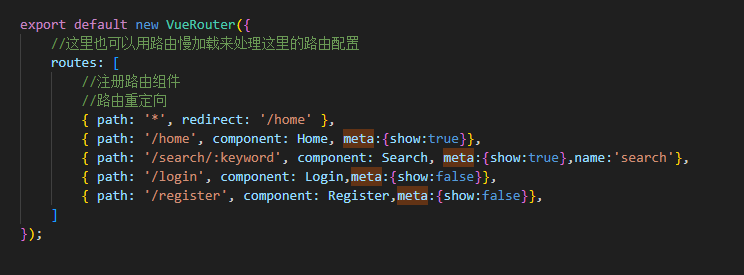 export default new VueRouter({
//这里也可以用路由慢加载来处理这里的路由配置
routes: [
//注册路由组件
//路由重定向
{ path: '*', redirect: '/home' },
{ path: '/home', component: Home, meta:{show:true}},
{ path: '/search/:keyword', component: Search, meta:{show:true},name:'search'},
{ path: '/login', component: Login,meta:{show:false}},
{ path: '/register', component: Register,meta:{show:false}},
]
});